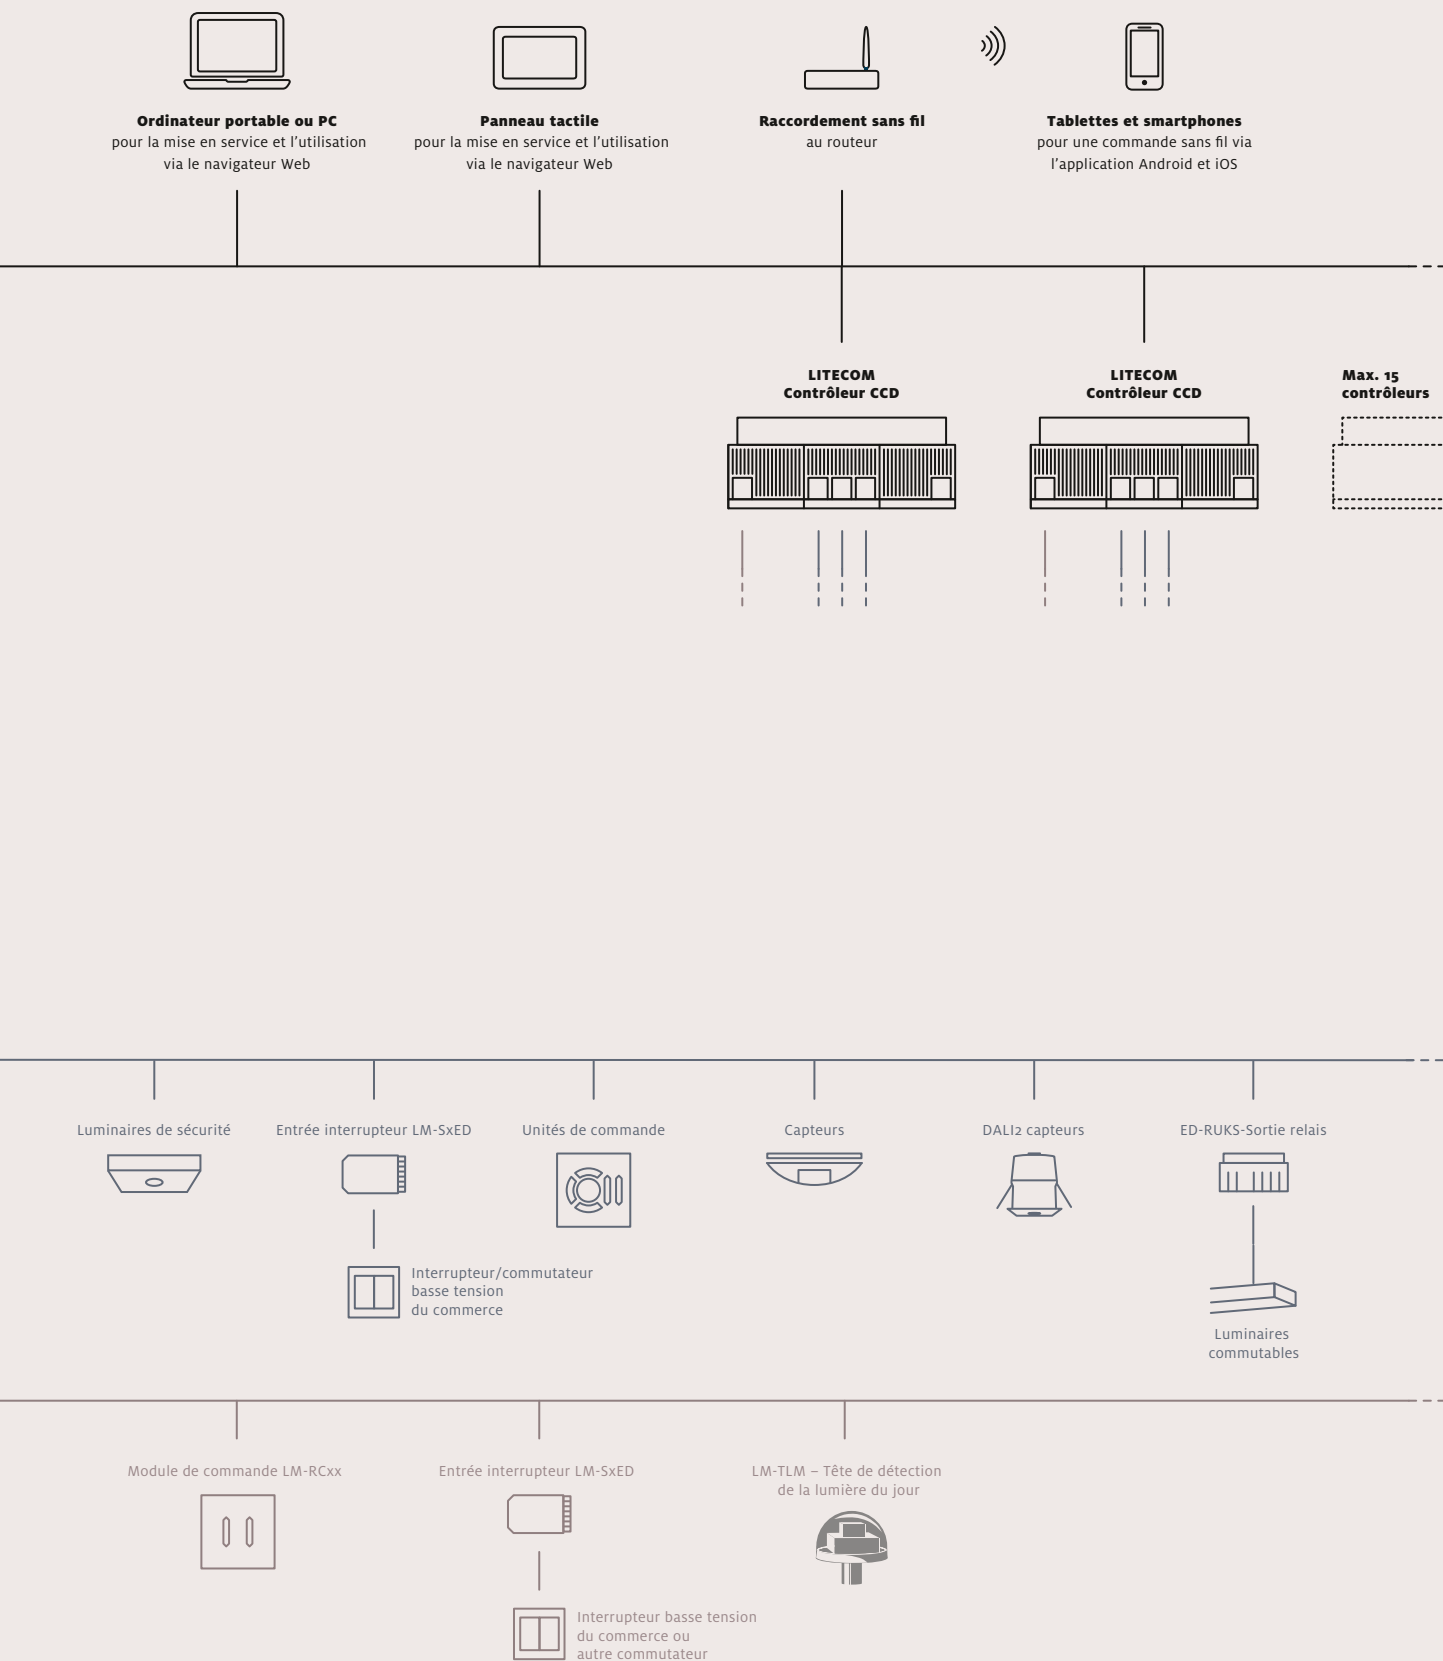 Ordinateur portable ou PC
pour la mise en service et l'utilisation
via le navigateur Web
Panneau tactile
pour la mise en service et l'utilisation
via le navigateur Web
Raccordement sans fil
au routeur
Tablettes et smartphones
pour une commande sans fil via
l'application Android et iOS
LITECOM
Contrôleur CCD
LITECOM
Contrôleur CCD
Max. 15
contrôleurs
Luminaires de sécurité
Entrée interrupteur LM-SxED
Unités de commande
Capteurs
DALI2 capteurs
ED-RUKS-Sortie relais
Interrupteur/commutateur
basse tension
du commerce
Luminaires
commutables
Module de commande LM-RCxx
Entrée interrupteur LM-SxED
LM-TLM – Tête de détection
de la lumière du jour
Interrupteur basse tension
du commerce ou
autre commutateur